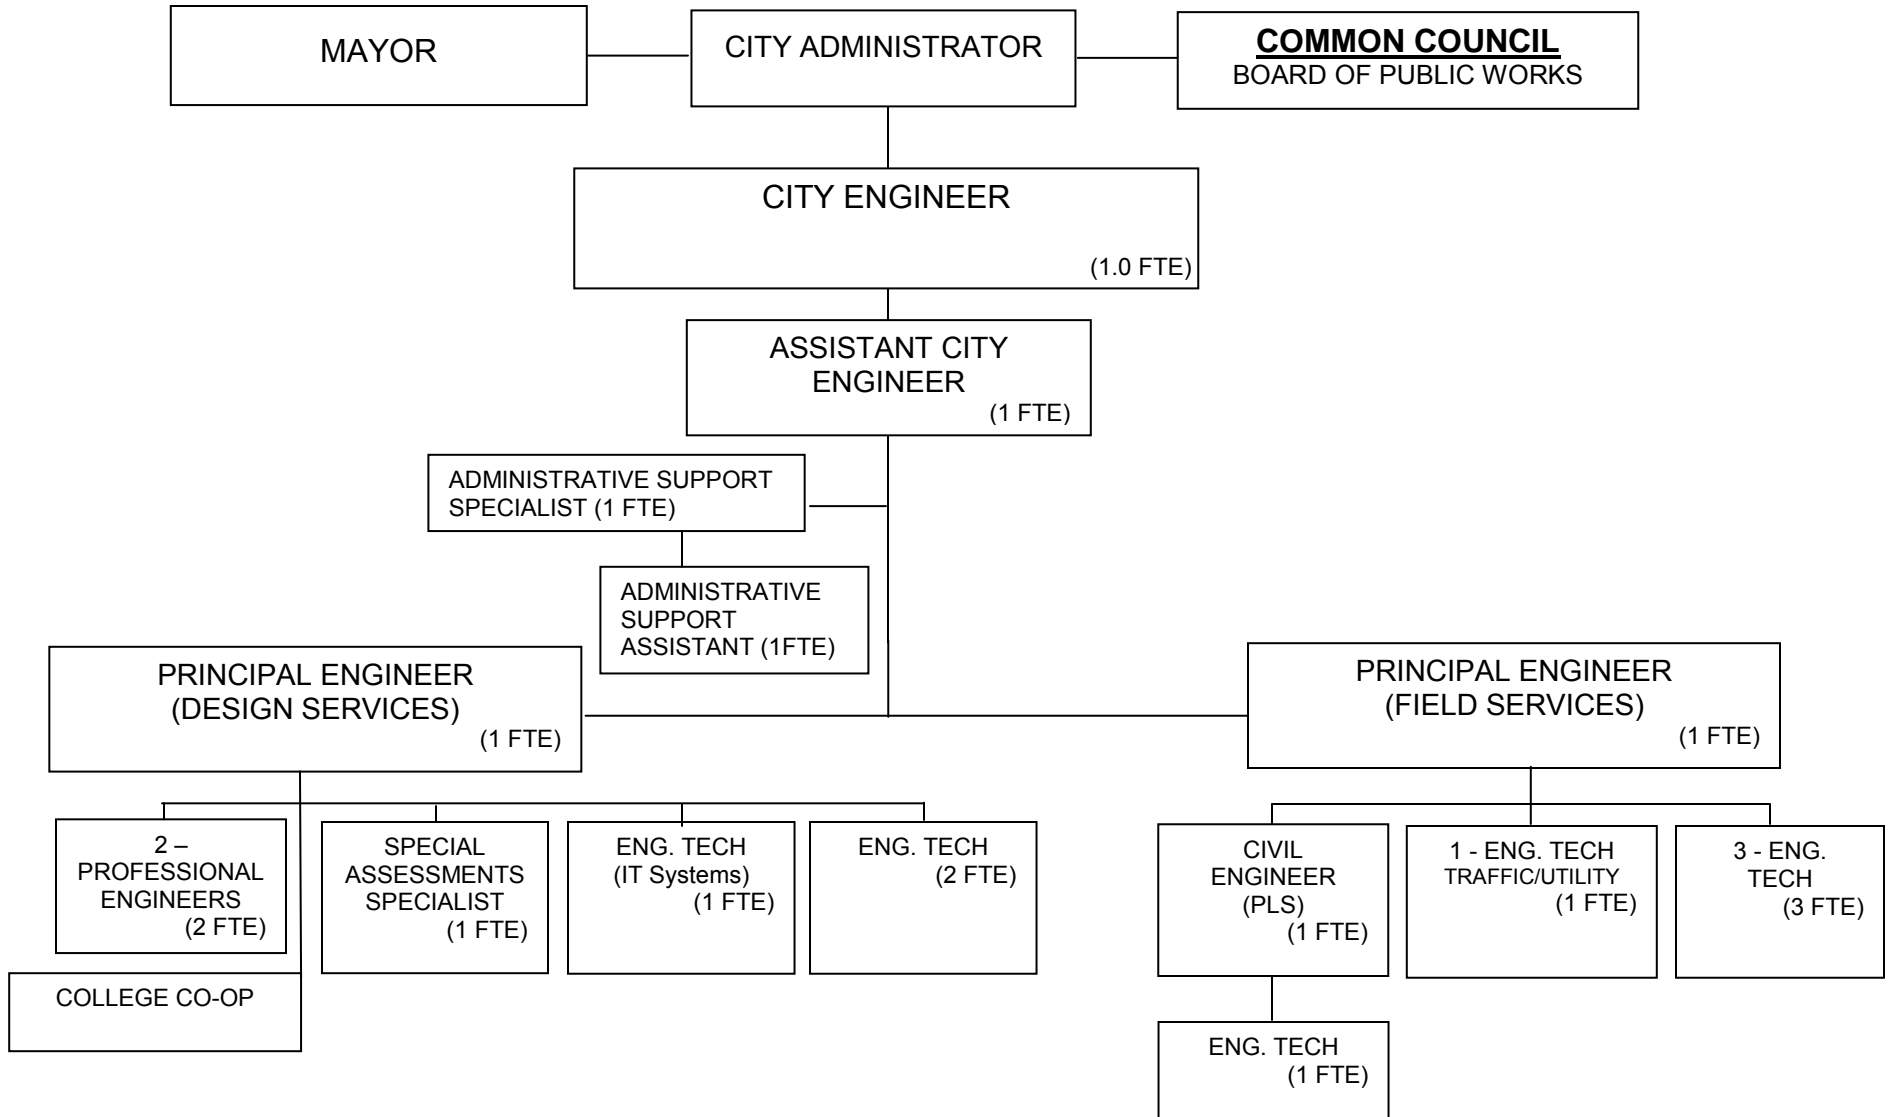 MAYOR
CITY ADMINISTRATOR
COMMON COUNCIL
BOARD OF PUBLIC WORKS
CITY ENGINEER
(1.0 FTE)
ASSISTANT CITY
ENGINEER
(1 FTE)
ADMINISTRATIVE SUPPORT
SPECIALIST (1 FTE)
ADMINISTRATIVE
SUPPORT
ASSISTANT (1FTE)
PRINCIPAL ENGINEER
(DESIGN SERVICES)
(1 FTE)
PRINCIPAL ENGINEER
(FIELD SERVICES)
(1 FTE)
2 –
PROFESSIONAL
ENGINEERS
(2 FTE)
SPECIAL
ASSESSMENTS
SPECIALIST
(1 FTE)
ENG. TECH
(IT Systems)
(1 FTE)
ENG. TECH
(2 FTE)
CIVIL
ENGINEER
(PLS)
(1 FTE)
1 - ENG. TECH
TRAFFIC/UTILITY
(1 FTE)
3 - ENG.
TECH
(3 FTE)
COLLEGE CO-OP
ENG. TECH
(1 FTE)